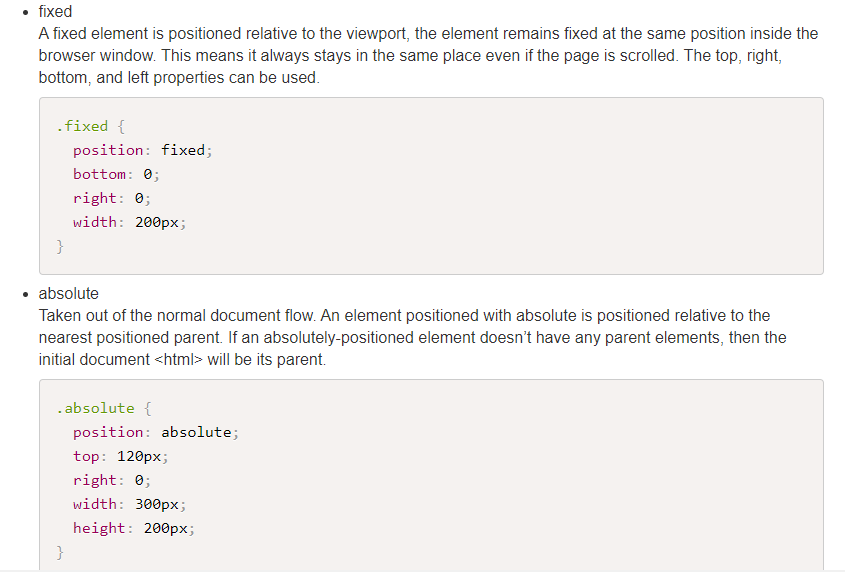 fixed
A fixed element is positioned relative to the viewport, the element remains fixed at the same position inside the
browser window. This means it always stays in the same place even if the page is scrolled. The top, right,
bottom, and left properties can be used.
.fixed {
position: fixed;
bottom: 0;
right: 0;
width: 200px;
}
absolute
Taken out of the normal document flow. An element positioned with absolute is positioned relative to the
nearest positioned parent. If an absolutely-positioned element doesn’t have any parent elements, then the
initial document <html> will be its parent.
.absolute {
position: absolute;
top: 120px;
right: 0;
width: 300px;
height: 200px;
}